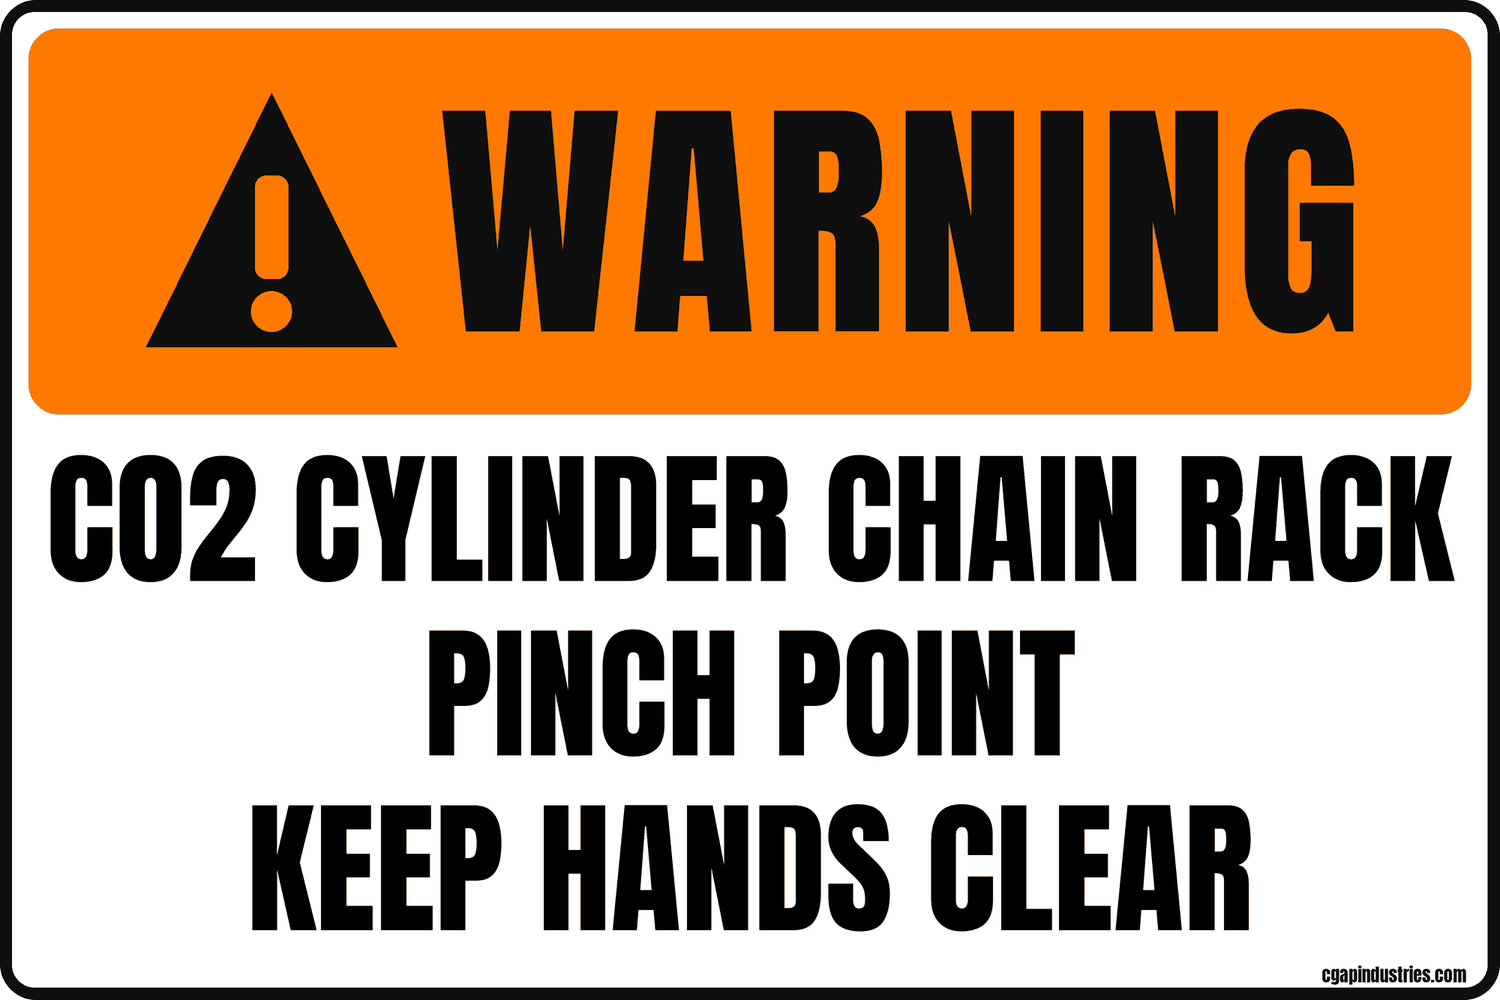 WARNING
CO2 CYLINDER CHAIN RACK
PINCH POINT
KEEP HANDS CLEAR
cgapindustries.com